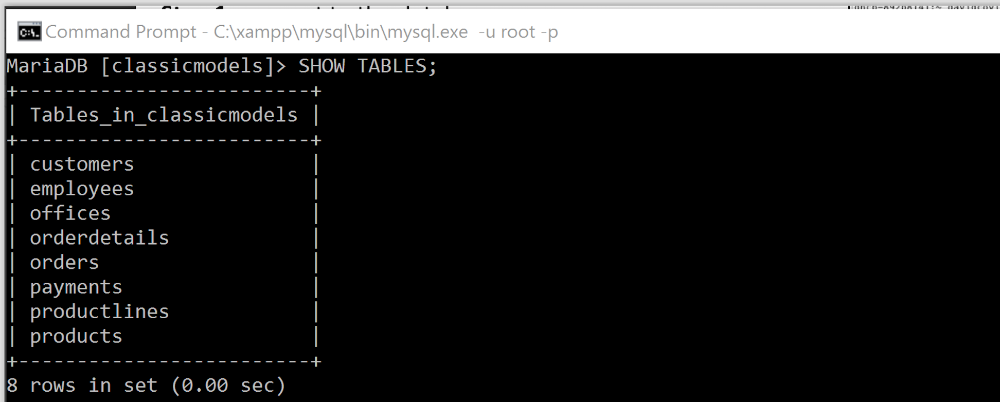 Command Prompt - C:\xampp\mysql\bin\mysql.exe  -u root -p
MariaDB [classicmodels]> SHOW TABLES;
+-------------------------+
| Tables_in_classicmodels |
+-------------------------+
| customers               |
| employees               |
| offices                 |
| orderdetails            |
| orders                  |
| payments                |
| productlines            |
| products                |
+-------------------------+
8 rows in set (0.00 sec)